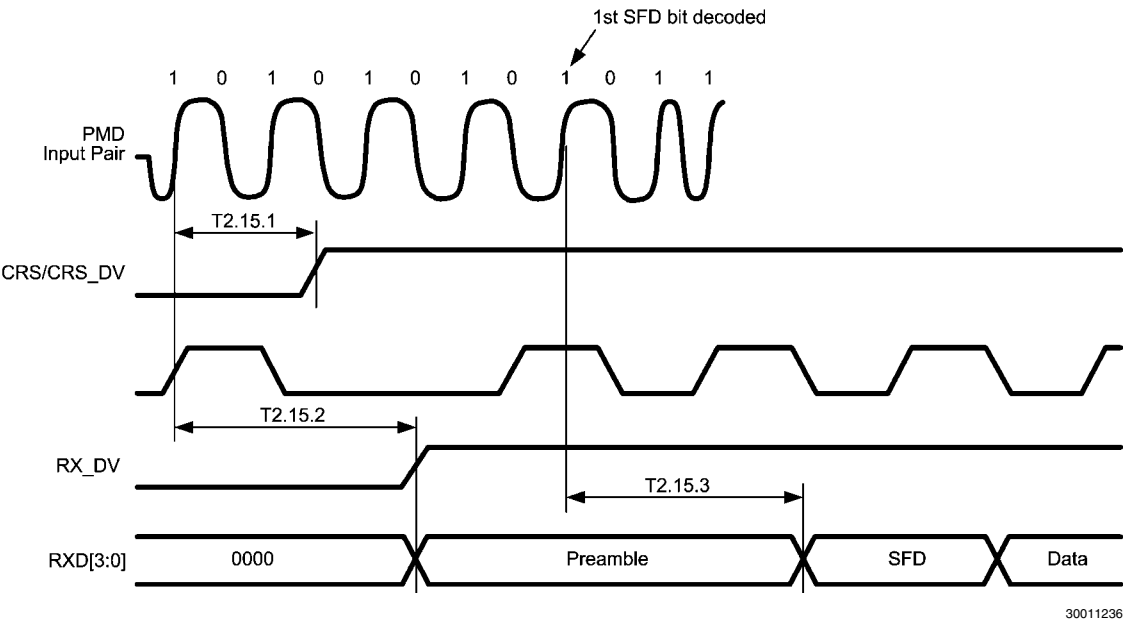 1st SFD bit decoded
1 0 1 0 1 0 1 0 1 0 1 1
PMD
Input Pair
T2.15.1
CRS/CRS_DV
T2.15.2
RX_DV
T2.15.3
RXD[3:0] 0000 Preamble SFD Data
30011236